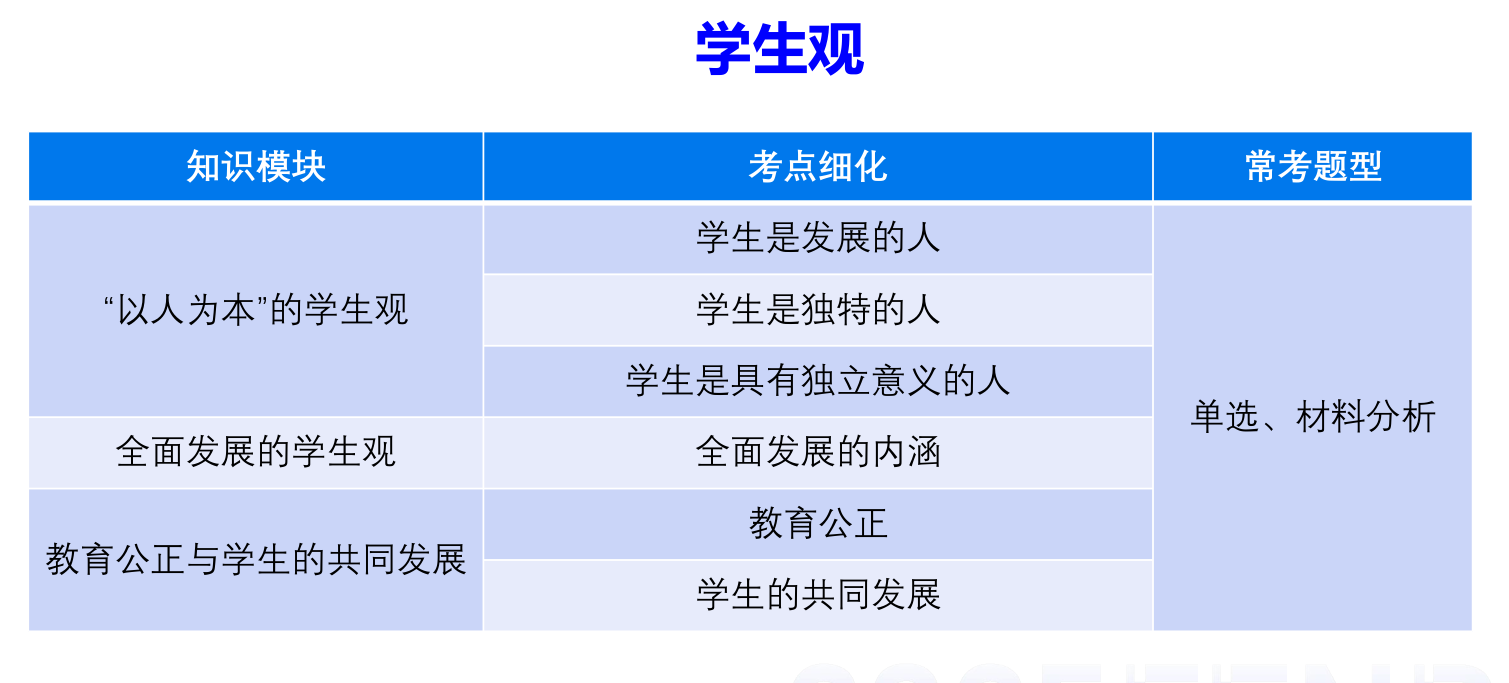 学生观
知识模块 考点细化 常考题型
“以人为本”的学生观
学生是发展的人
学生是独特的人
学生是具有独立意义的人
全面发展的学生观
全面发展的内涵
教育公正与学生的共同发展
教育公正
学生的共同发展
单选、材料分析